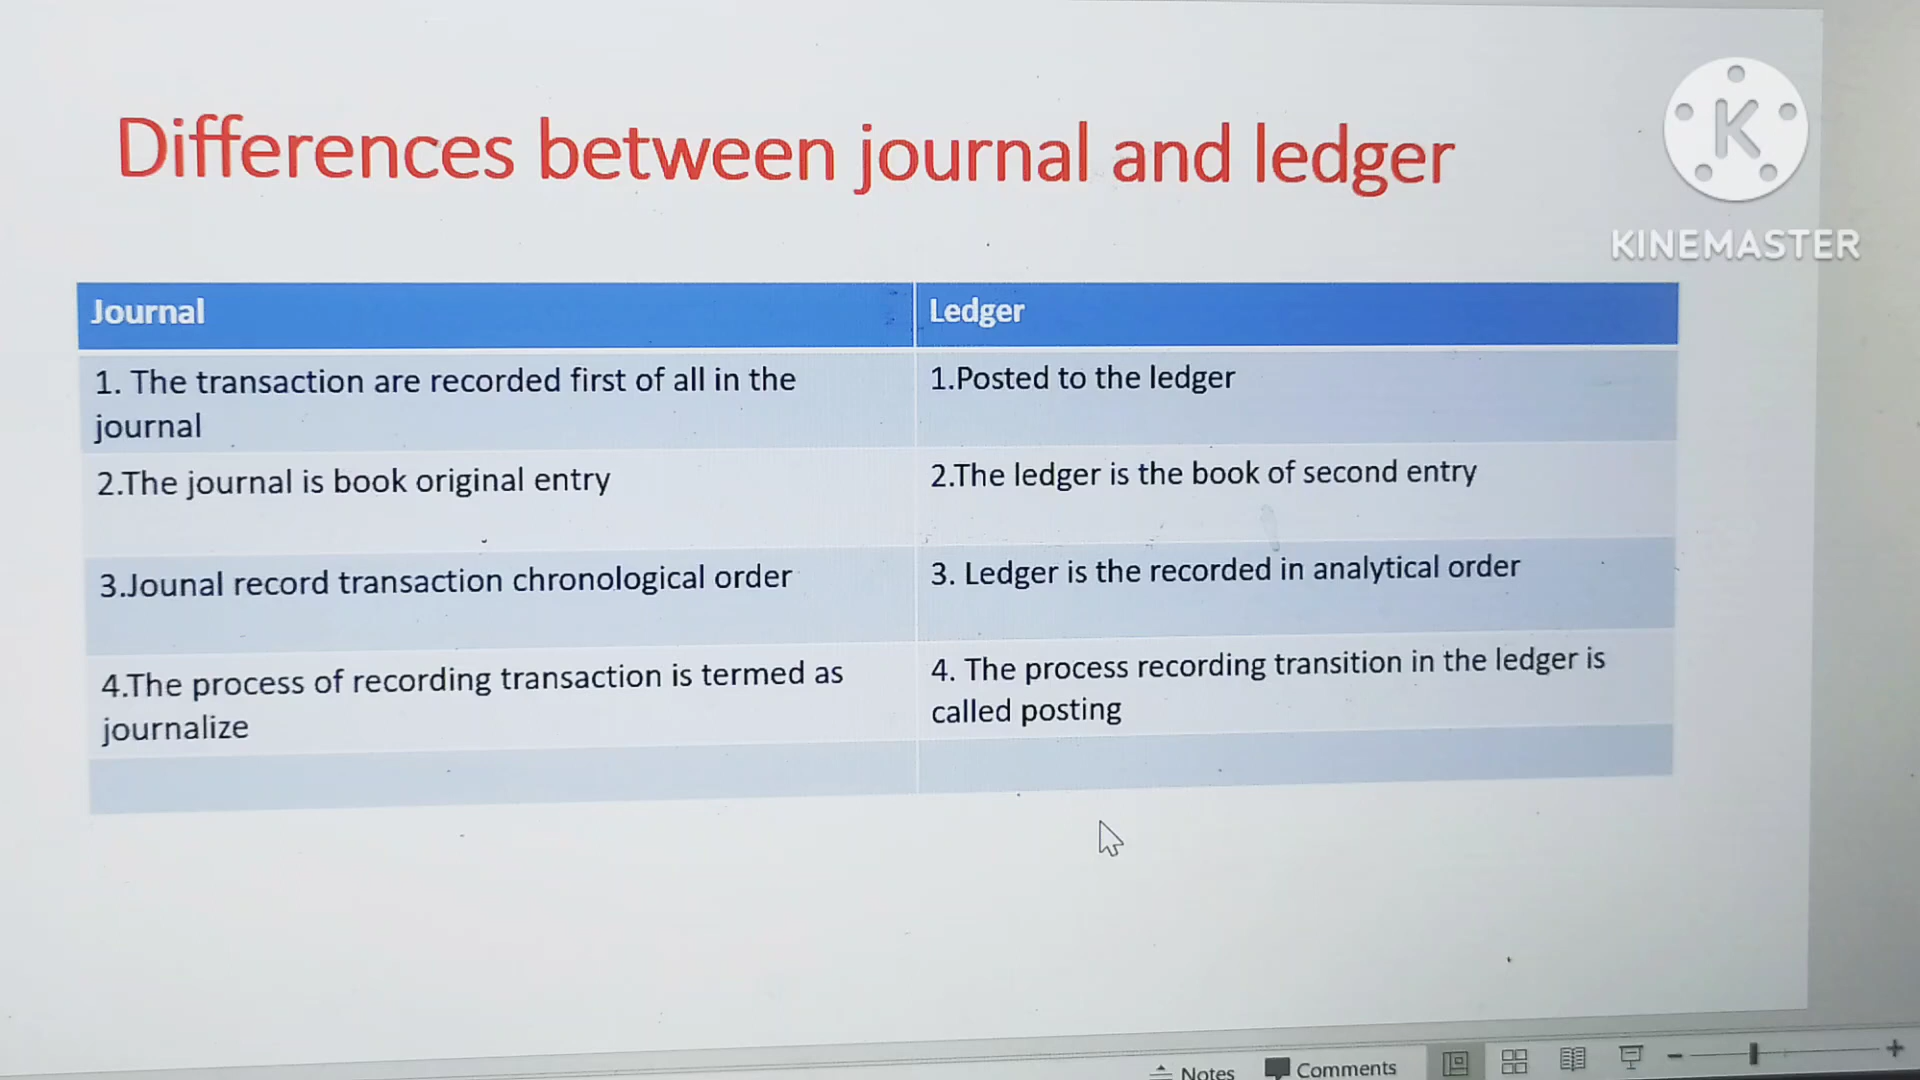 Differences between journal and ledger
K
KINEMASTER
Journal
Ledger
1. The transaction are recorded first of all in the
journal
1.Posted to the ledger
2.The journal is book original entry
2.The ledger is the book of second entry
3.Jounal record transaction chronological order
3. Ledger is the recorded in analytical order
4.The process of recording transaction is termed as
journalize
4. The process recording transition in the ledger is
called posting
Notes
Comments